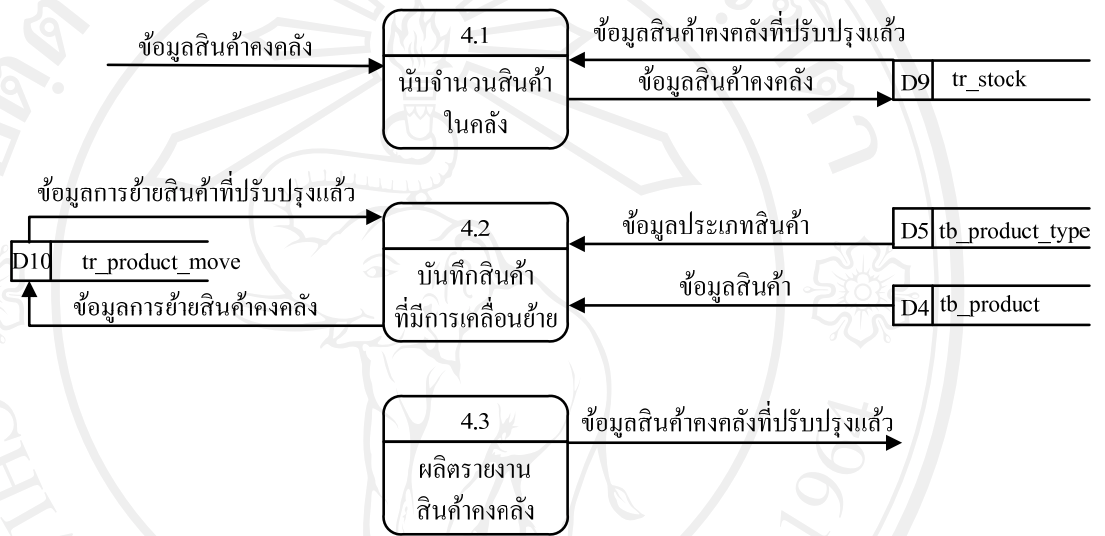 ข้อมูลสินค้าคงคลัง
4.1
นับจำนวนสินค้า
ในคลัง
ข้อมูลสินค้าคงคลังที่ปรับปรุงแล้ว
ข้อมูลสินค้าคงคลัง
D9 tr_stock
ข้อมูลการย้ายสินค้าที่ปรับปรุงแล้ว
D10 tr_product_move
ข้อมูลการย้ายสินค้าคงคลัง
4.2
บันทึกสินค้า
ที่มีการเคลื่อนย้าย
ข้อมูลประเภทสินค้า
D5 tb_product_type
ข้อมูลสินค้า
D4 tb_product
4.3
ผลิตรายงาน
สินค้าคงคลัง
ข้อมูลสินค้าคงคลังที่ปรับปรุงแล้ว
1964